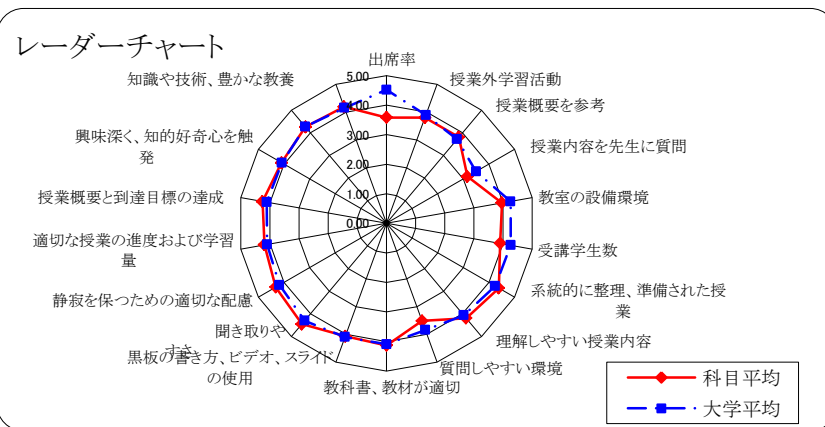 レーダーチャート
出席率
授業外学習活動
授業概要を参考
授業内容を先生に質問
教室の設備環境
受講学生数
系統的に整理、準備された授
業
理解しやすい授業内容
質問しやすい環境
教科書、教材が適切
黒板の書き方、ビデオ、スライド
の使用
聞き取りや
すさ
静寂を保つための適切な配慮
適切な授業の進度および学習
量
授業概要と到達目標の達成
興味深く、知的好奇心を触
発
知識や技術、豊かな教養
5.00
4.00
3.00
2.00
1.00
0.00
科目平均
大学平均